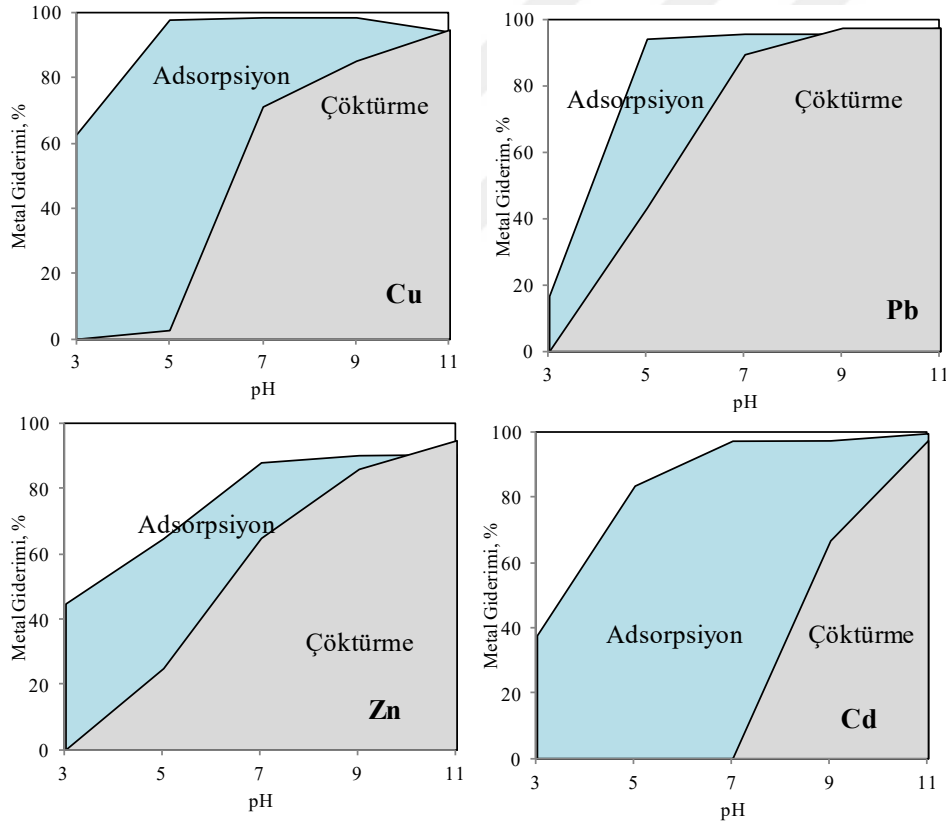 Metal Giderimi, %
100
80
60
40
20
0
Adsorpsiyon
Çöktürme
Cu
3 5 7 9 11
pH
Metal Giderim, %
100
80
60
40
20
0
Adsorpsiyon
Çöktürme
Pb
3 5 7 9 11
pH
Metal Giderimi, %
100
80
60
40
20
0
Adsorpsiyon
Çöktürme
Zn
3 5 7 9 11
pH
Metal Giderimi, %
100
80
60
40
20
0
Adsorpsiyon
Çöktürme
Cd
3 5 7 9 11
pH